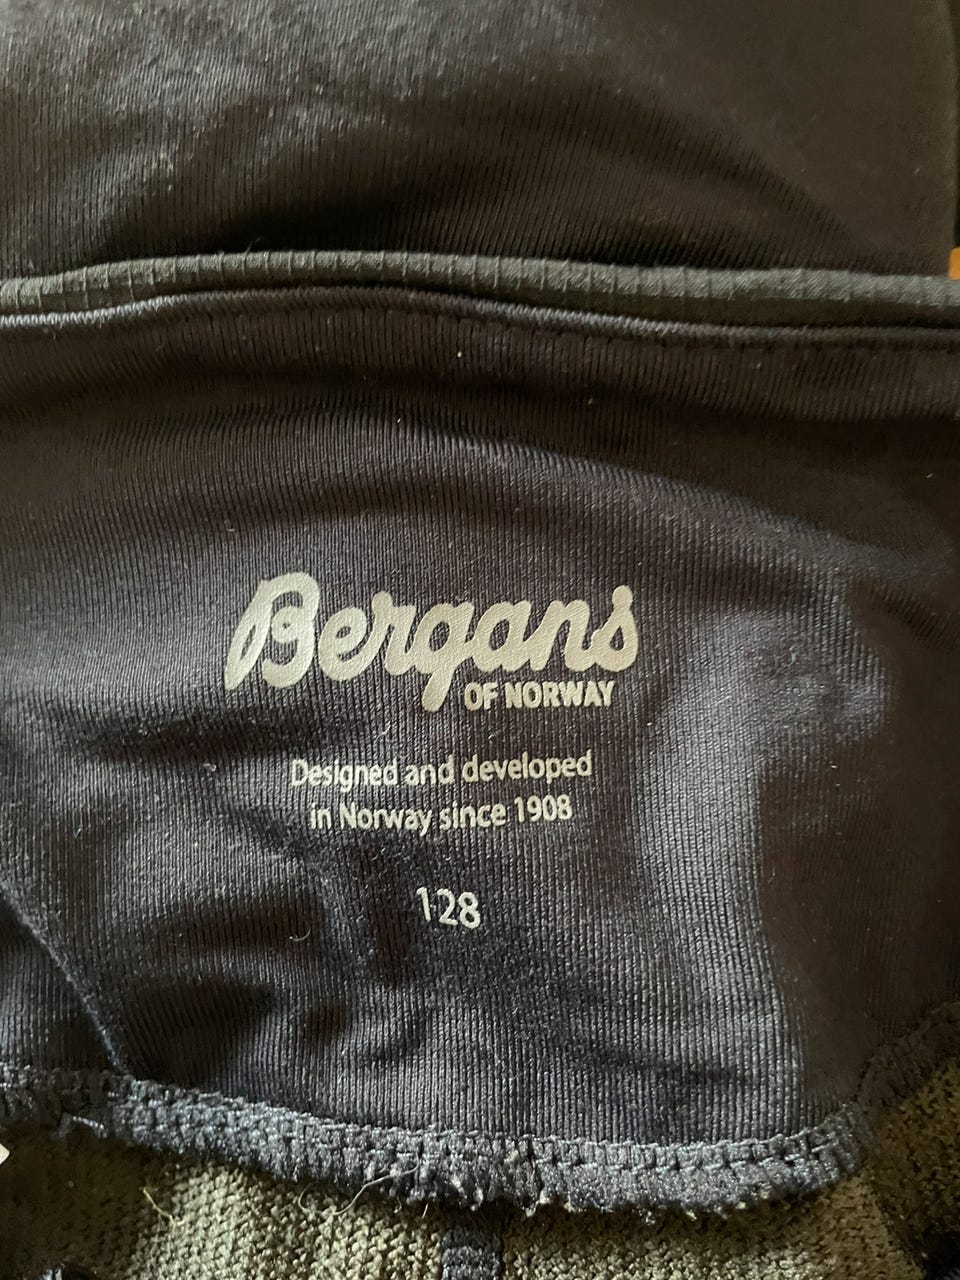 Bergans
OF NORWAY
Designed and developed
in Norway since 1908
128